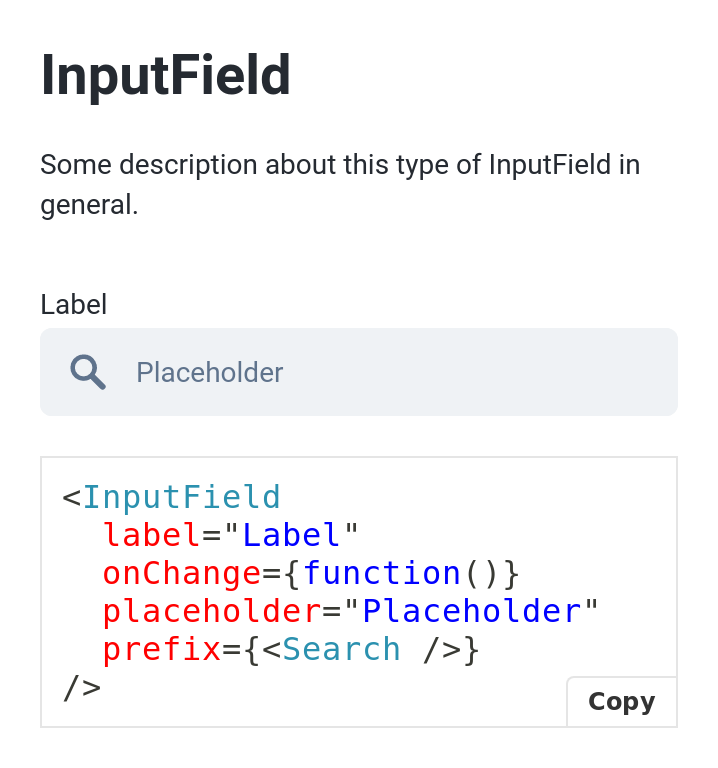 InputField
Some description about this type of InputField in
general.
Label
Placeholder
<InputField
  label="Label"
  onChange={function()}
  placeholder="Placeholder"
  prefix={<Search />}
/>
Copy